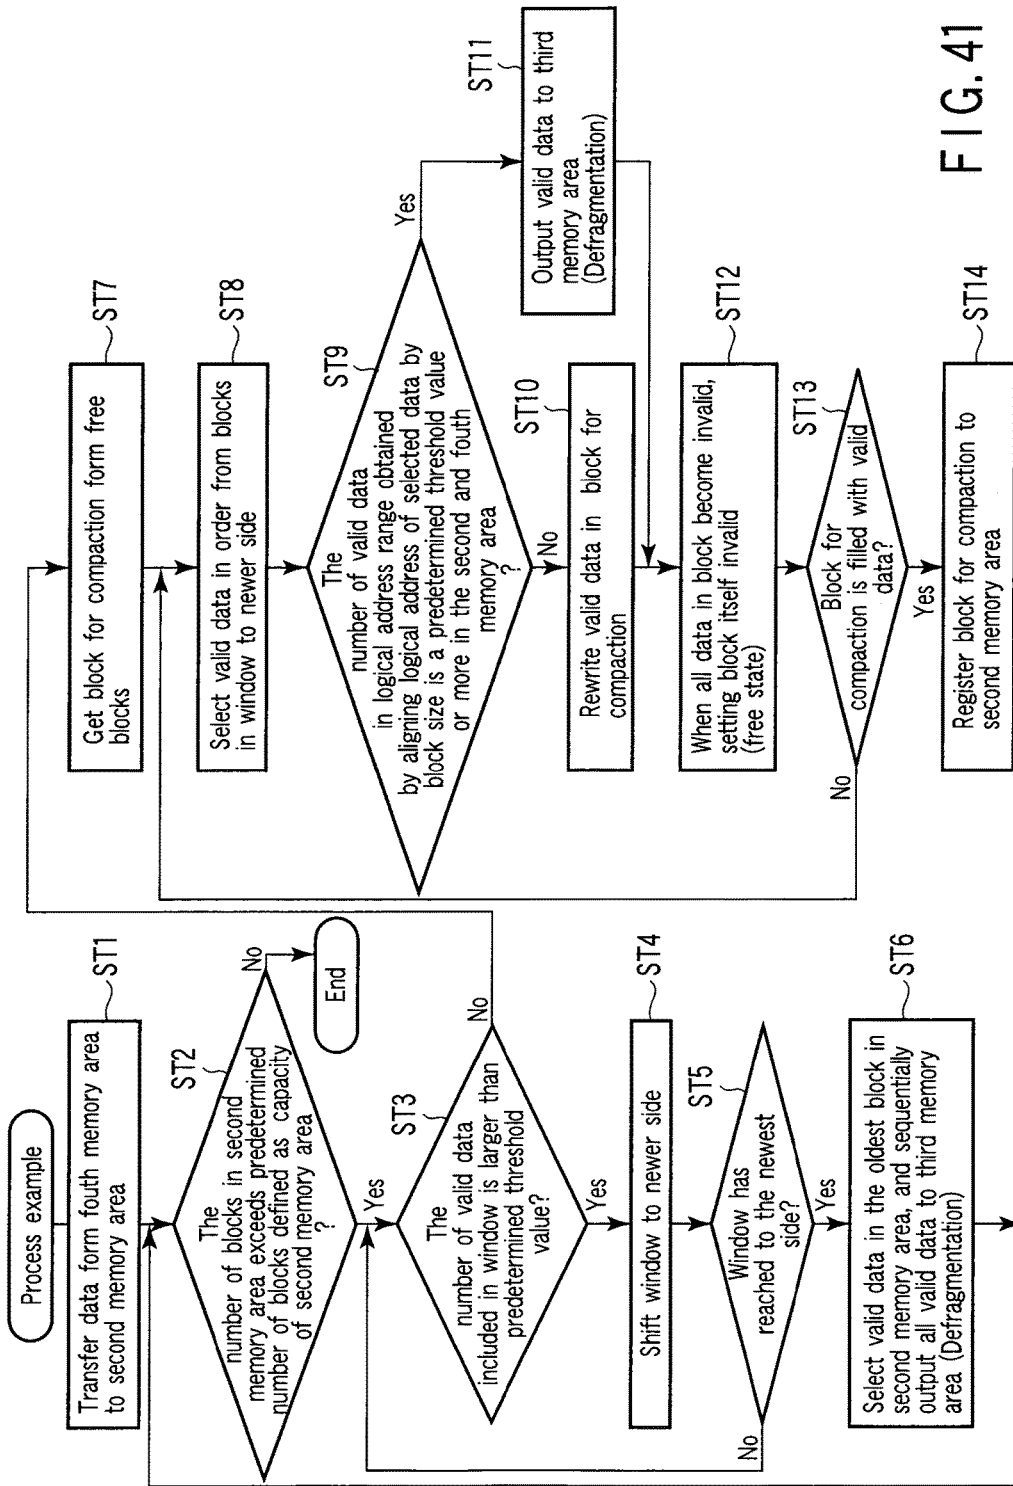 Process example
ST1
Transfer data form fouth memory area
to second memory area
ST2
The
number of blocks in second
memory area exceeds predetermined
number of blocks defined as capacity
of second memory area
?
No
End
Yes
ST3
The
number of valid data
included in window is larger than
predetermined threshold
value?
No
Yes
ST4
Shift window to newer side
ST5
Window has
reached to the newest
side?
No
Yes
ST6
Select valid data in the oldest block in
second memory area, and sequentially
output all valid data to third memory
area (Defragmentation)
ST7
Get block for compaction form free
blocks
ST8
Select valid data in order from blocks
in window to newer side
ST9
The
number of valid data
in logical address range obtained
by aligning logical address of selected data by
block size is a predetermined threshold value
or more in the second and fouth
memory area
?
Yes
No
ST10
Rewrite valid data in block for
compaction
ST11
Output valid data to third
memory area
(Defragmentation)
ST12
When all data in block become invalid,
setting block itself invalid
(free state)
ST13
Block for
compaction is filled with valid
data?
No
Yes
ST14
Register block for compaction to
second memory area
FIG. 41